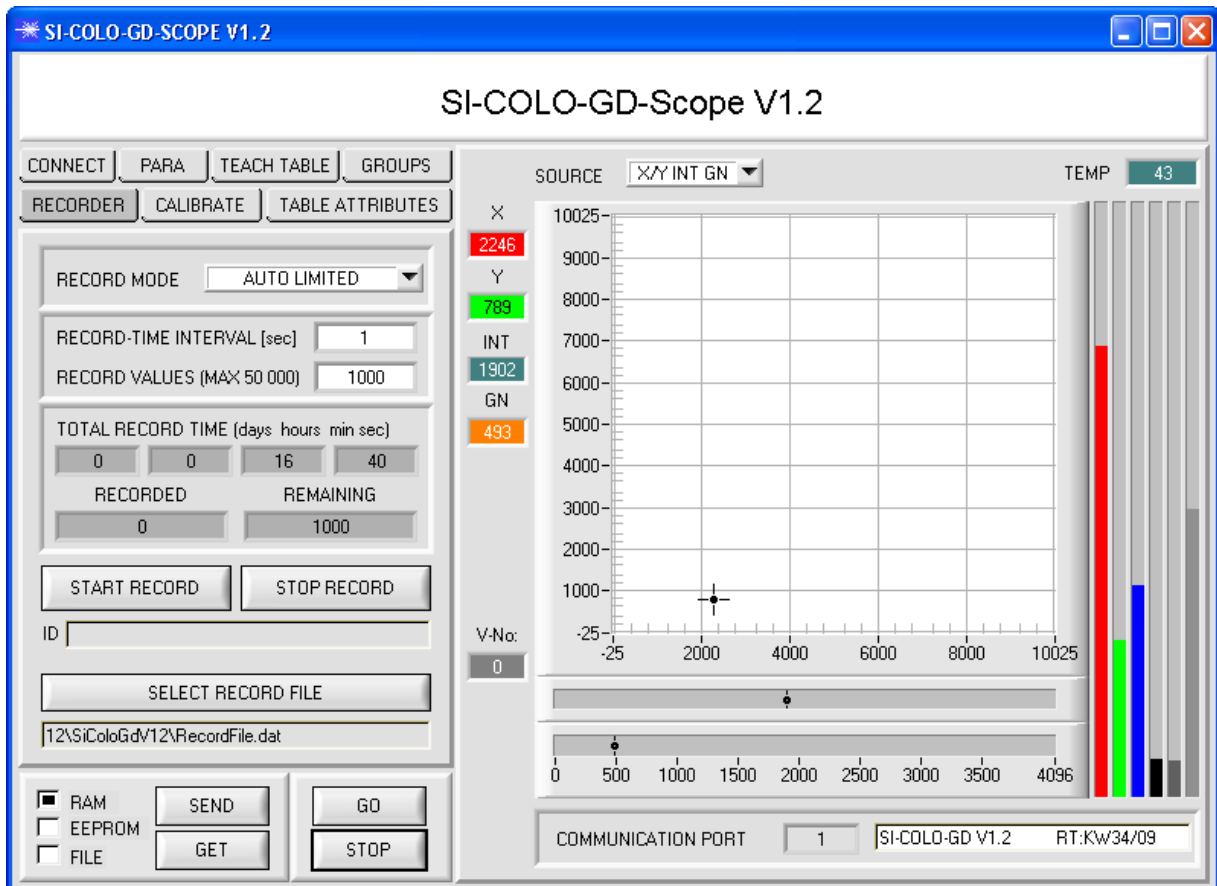 SI-COLO-GD-SCOPE V1.2
SI-COLO-GD-Scope V1.2
CONNECT PARA TEACH TABLE GROUPS
RECORDER CALIBRATE TABLE ATTRIBUTES
RECORD MODE AUTO LIMITED
RECORD-TIME INTERVAL [sec] 1
RECORD VALUES (MAX 50 000) 1000
TOTAL RECORD TIME (days hours min sec)
0 0 16 40
RECORDED REMAINING
0 1000
START RECORD STOP RECORD
ID
SELECT RECORD FILE
12\SiColoGdV12\RecordFile.dat
RAM
EEPROM
FILE
SEND
GET
GO
STOP
SOURCE X/Y INT GN
TEMP 43
X
2246
Y
789
INT
1902
GN
493
V-No:
0
10025
9000
8000
7000
6000
5000
4000
3000
2000
1000
-25
-25 2000 4000 6000 8000 10025
0 500 1000 1500 2000 2500 3000 3500 4096
COMMUNICATION PORT 1 SI-COLO-GD V1.2 RT:KW34/09